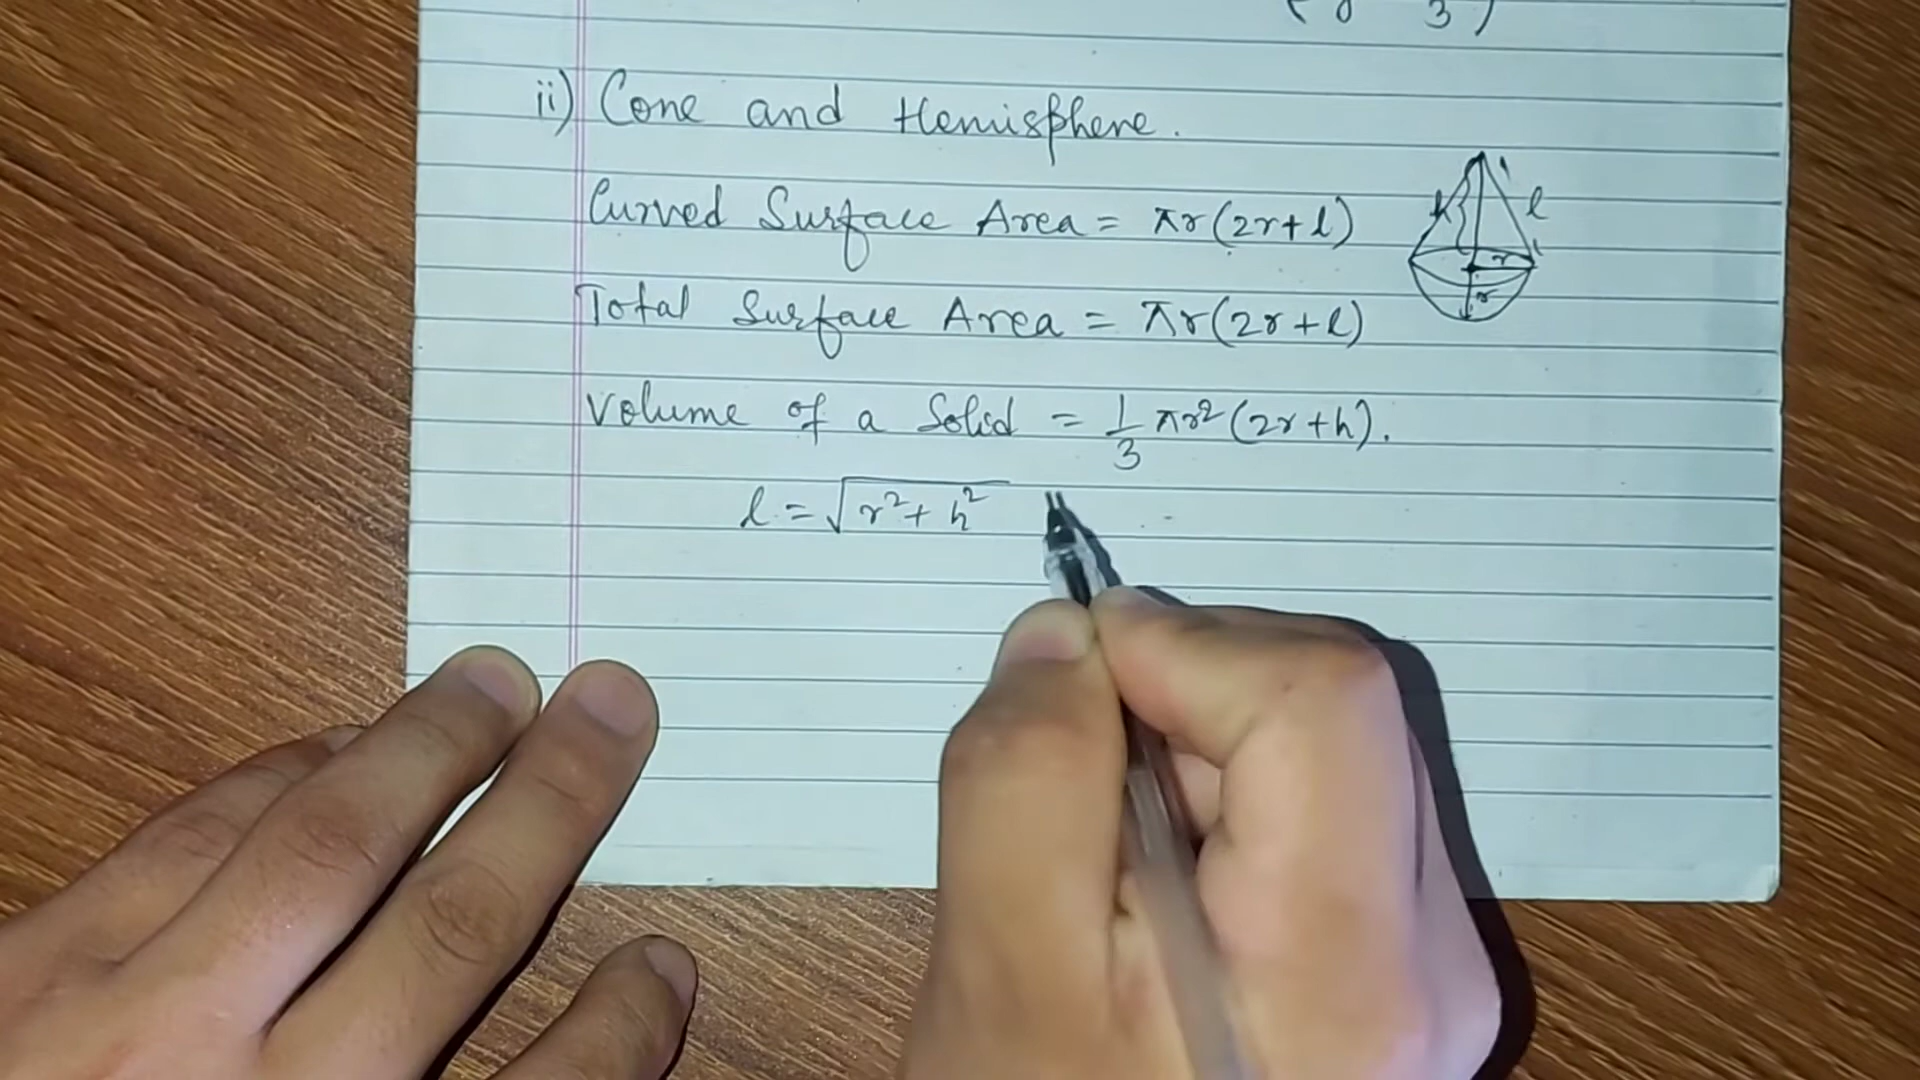 ii) Cone and Hemisphere.
Curved Surface Area = πr(2r+l)
Total Surface Area = πr(2r+l)
Volume of a Solid = 1/3 πr²(2r+h).
l = √r²+h²
h
l
r
r